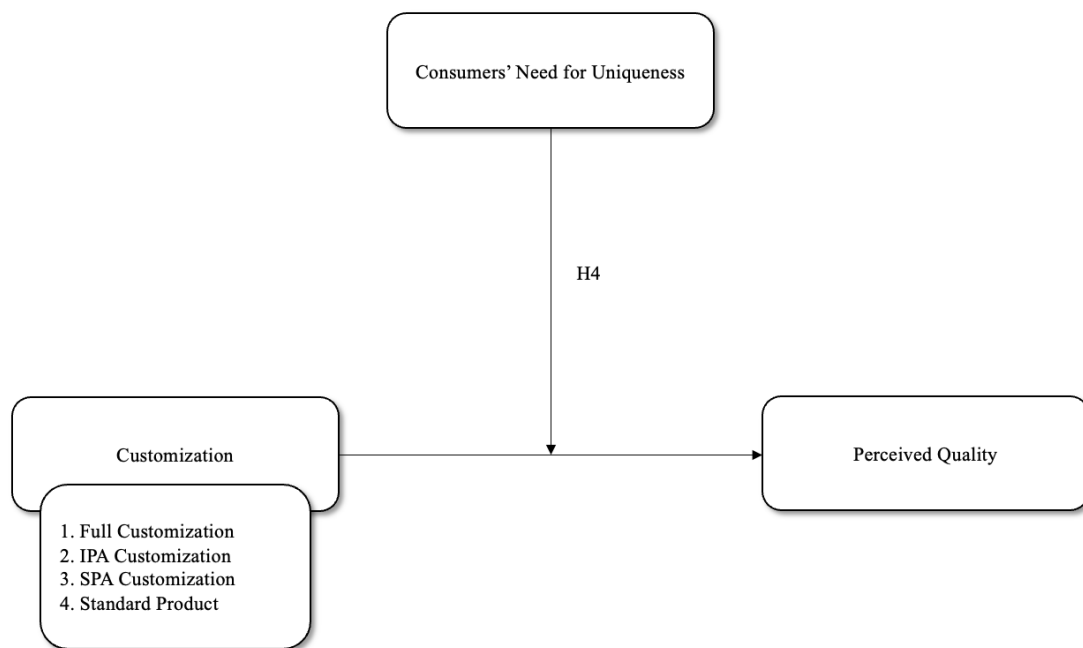 Consumers’ Need for Uniqueness
H4
Customization
Perceived Quality
1. Full Customization
2. IPA Customization
3. SPA Customization
4. Standard Product